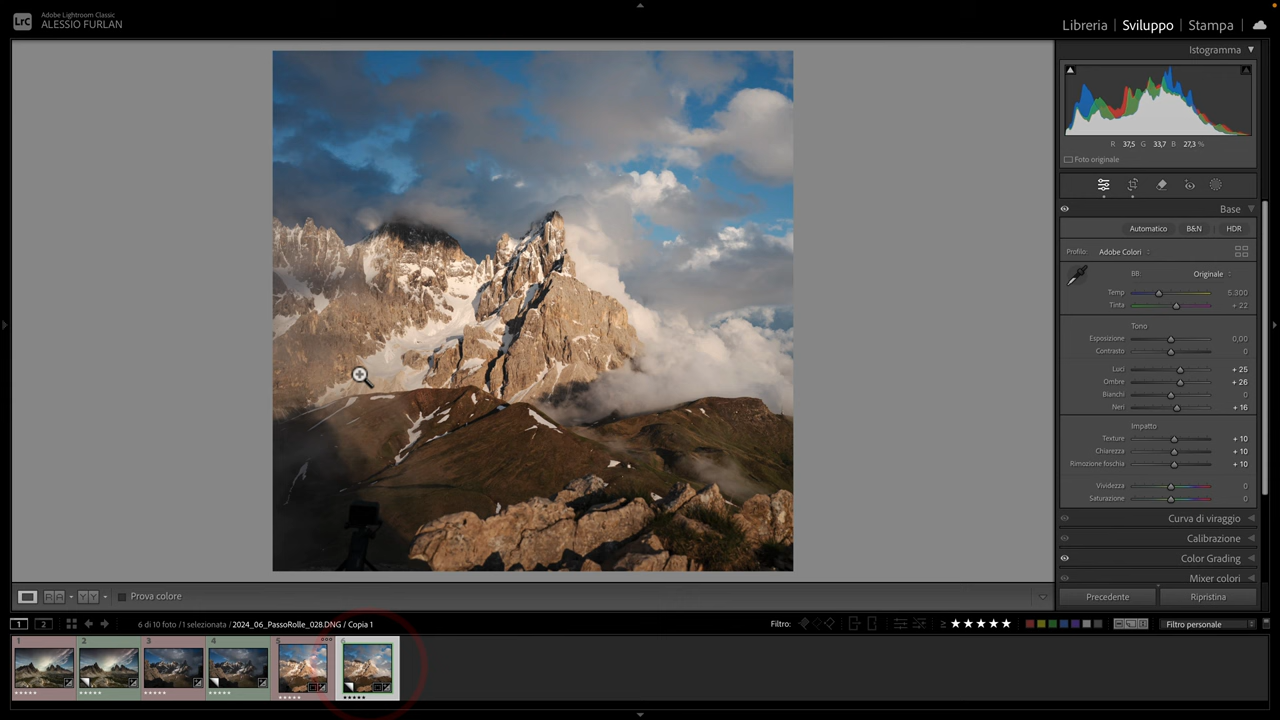 LrC
Adobe Lightroom Classic
ALESSIO FURLAN
Libreria | Sviluppo | Stampa
Istogramma
R 37,5 G 33,7 B 27,3 %
Foto originale
Base
Automatico B&N HDR
Profilo: Adobe Colori
BB: Originale
Temp 5.300
Tinta + 22
Tono
Esposizione 0,00
Contrasto 0
Luci + 25
Ombre + 26
Bianchi 0
Neri + 16
Impatto
Texture + 10
Chiarezza + 10
Rimozione foschia + 10
Vividezza 0
Saturazione 0
Curva di viraggio
Calibrazione
Color Grading
Mixer colori
Precedente Ripristina
R A Y Y Prova colore
1 2 6 di 10 foto /1 selezionata / 2024_06_PassoRolle_028.DNG / Copia 1
Filtro: ≥ ★★★★★ Filtro personale
1 2 3 4 5 6